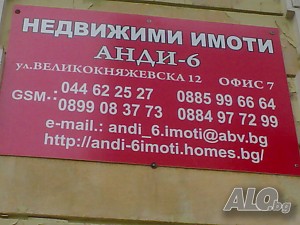 НЕДВИЖИМИ ИМОТИ
АНДИ-6
ул.ВЕЛИКОКНЯЖЕВСКА 12 ОФИС 7
GSM.: 044 62 25 27 0885 99 66 64
0899 08 37 73 0884 97 72 99
e-mail.: andi_6.imoti@abv.bg
http://andi-6imoti.homes.bg/
ALO.bg